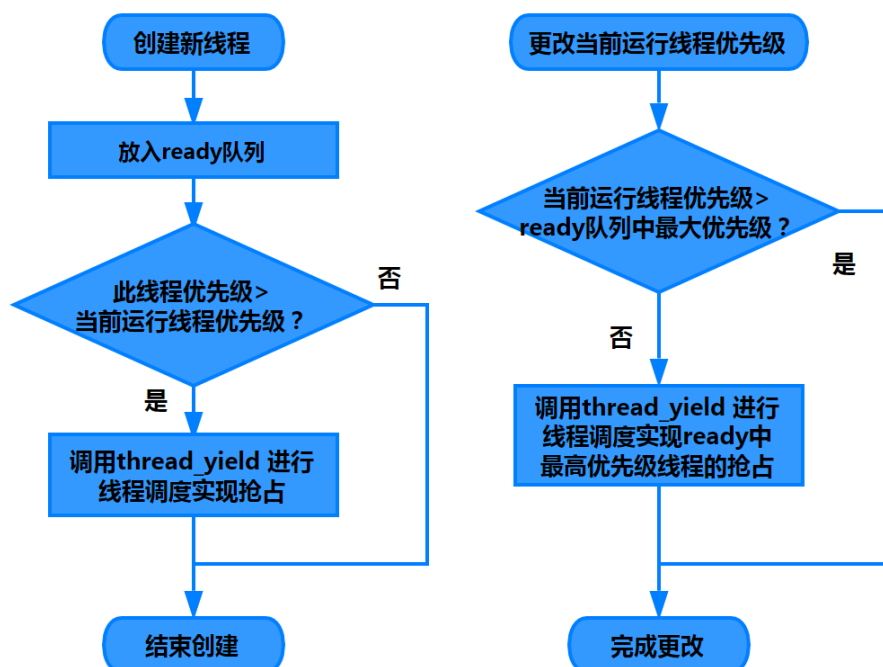 创建新线程
放入ready队列
此线程优先级>
当前运行线程优先级？
否
是
调用thread_yield 进行
线程调度实现抢占
结束创建
更改当前运行线程优先级
当前运行线程优先级>
ready队列中最大优先级？
是
否
调用thread_yield 进行
线程调度实现ready中
最高优先级线程的抢占
完成更改